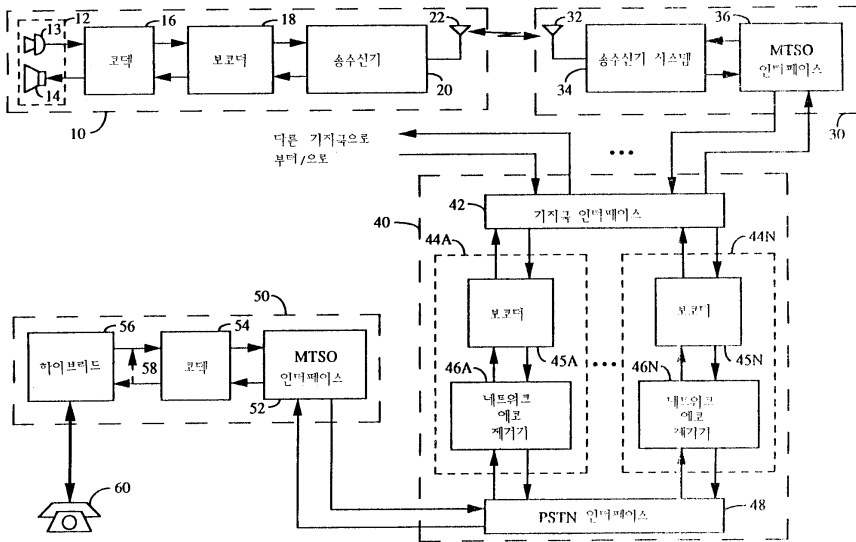 12
13
14
16
코덱
18
보코더
송수신기
20
22
10
32
송수신기 시스템
34
36
MTSO
인터페이스
30
다른 기지국으로
부터/으로
•••
40
42
기지국 인터페이스
44A
보코더
45A
46A
네트워크
에코
제거기
•••
44N
보코더
45N
46N
네트워크
에코
제거기
PSTN 인터페이스
48
50
56
하이브리드
58
54
코덱
MTSO
인터페이스
52
60